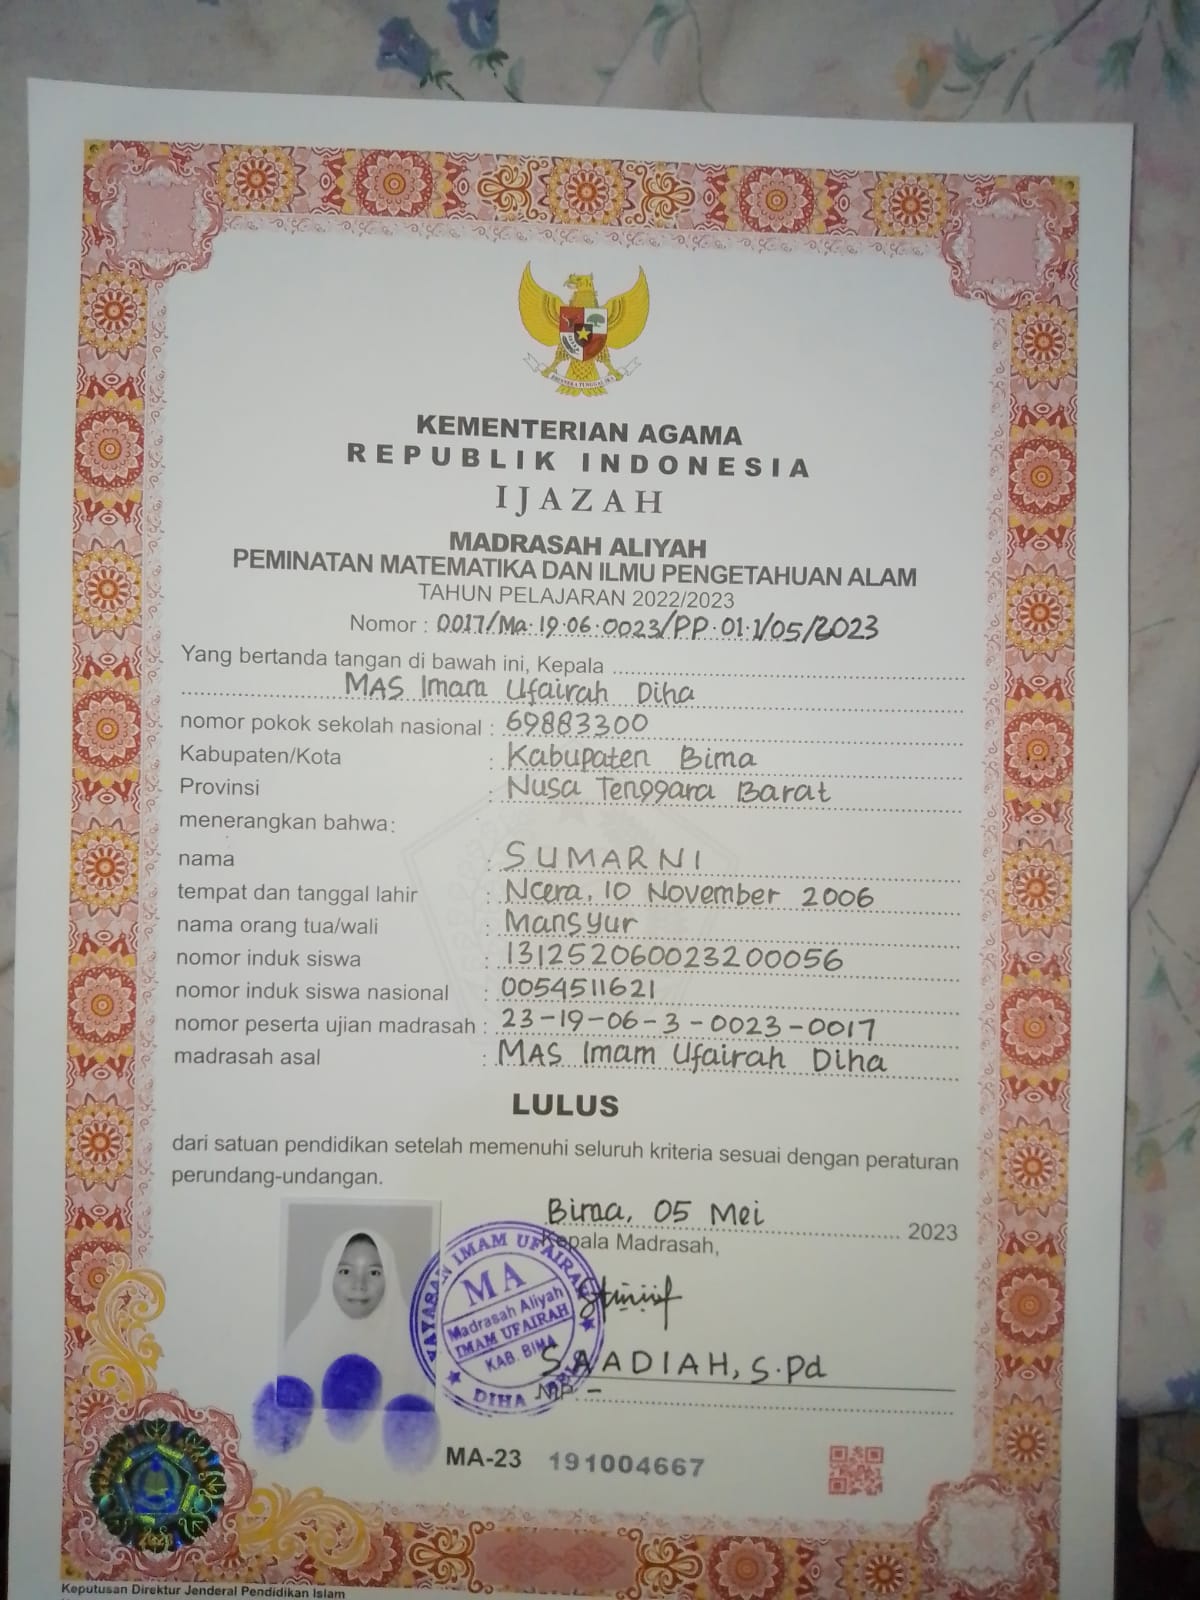 KEMENTERIAN AGAMA
REPUBLIK INDONESIA
IJAZAH
MADRASAH ALIYAH
PEMINATAN MATEMATIKA DAN ILMU PENGETAHUAN ALAM
TAHUN PELAJARAN 2022/2023
Nomor : 0017/Ma.19.06.0023/PP.01.1/05/2023
Yang bertanda tangan di bawah ini, Kepala
MAS Imam Ufairah Diha
nomor pokok sekolah nasional : 69883300
Kabupaten/Kota : Kabupaten Bima
Provinsi : Nusa Tenggara Barat
menerangkan bahwa:
nama : SUMARNI
tempat dan tanggal lahir : Ncera, 10 November 2006
nama orang tua/wali : Mansyur
nomor induk siswa : 131252060023200056
nomor induk siswa nasional : 0054511621
nomor peserta ujian madrasah : 23-19-06-3-0023-0017
madrasah asal : MAS Imam Ufairah Diha
LULUS
dari satuan pendidikan setelah memenuhi seluruh kriteria sesuai dengan peraturan
perundang-undangan.
Bima, 05 Mei 2023
Kepala Madrasah,
YAYASAN IMAM UFAIRAH
MA
Madrasah Aliyah
IMAM UFAIRAH
KAB. BIMA
DIHA
SAADIAH, S.Pd
NIP. -
MA-23 191004667
Keputusan Direktur Jenderal Pendidikan Islam